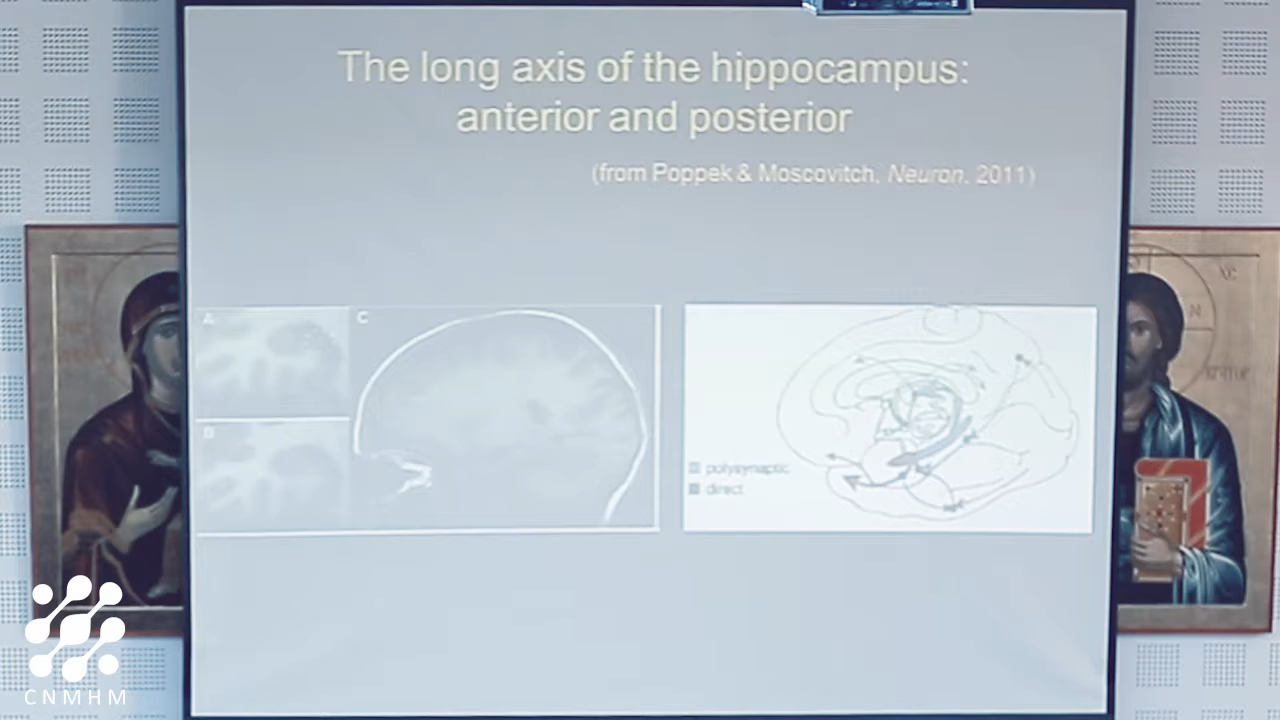 The long axis of the hippocampus:
anterior and posterior
(from Poppek & Moscovitch, Neuron, 2011)
A
C
B
polysynaptic
direct
CNMHM